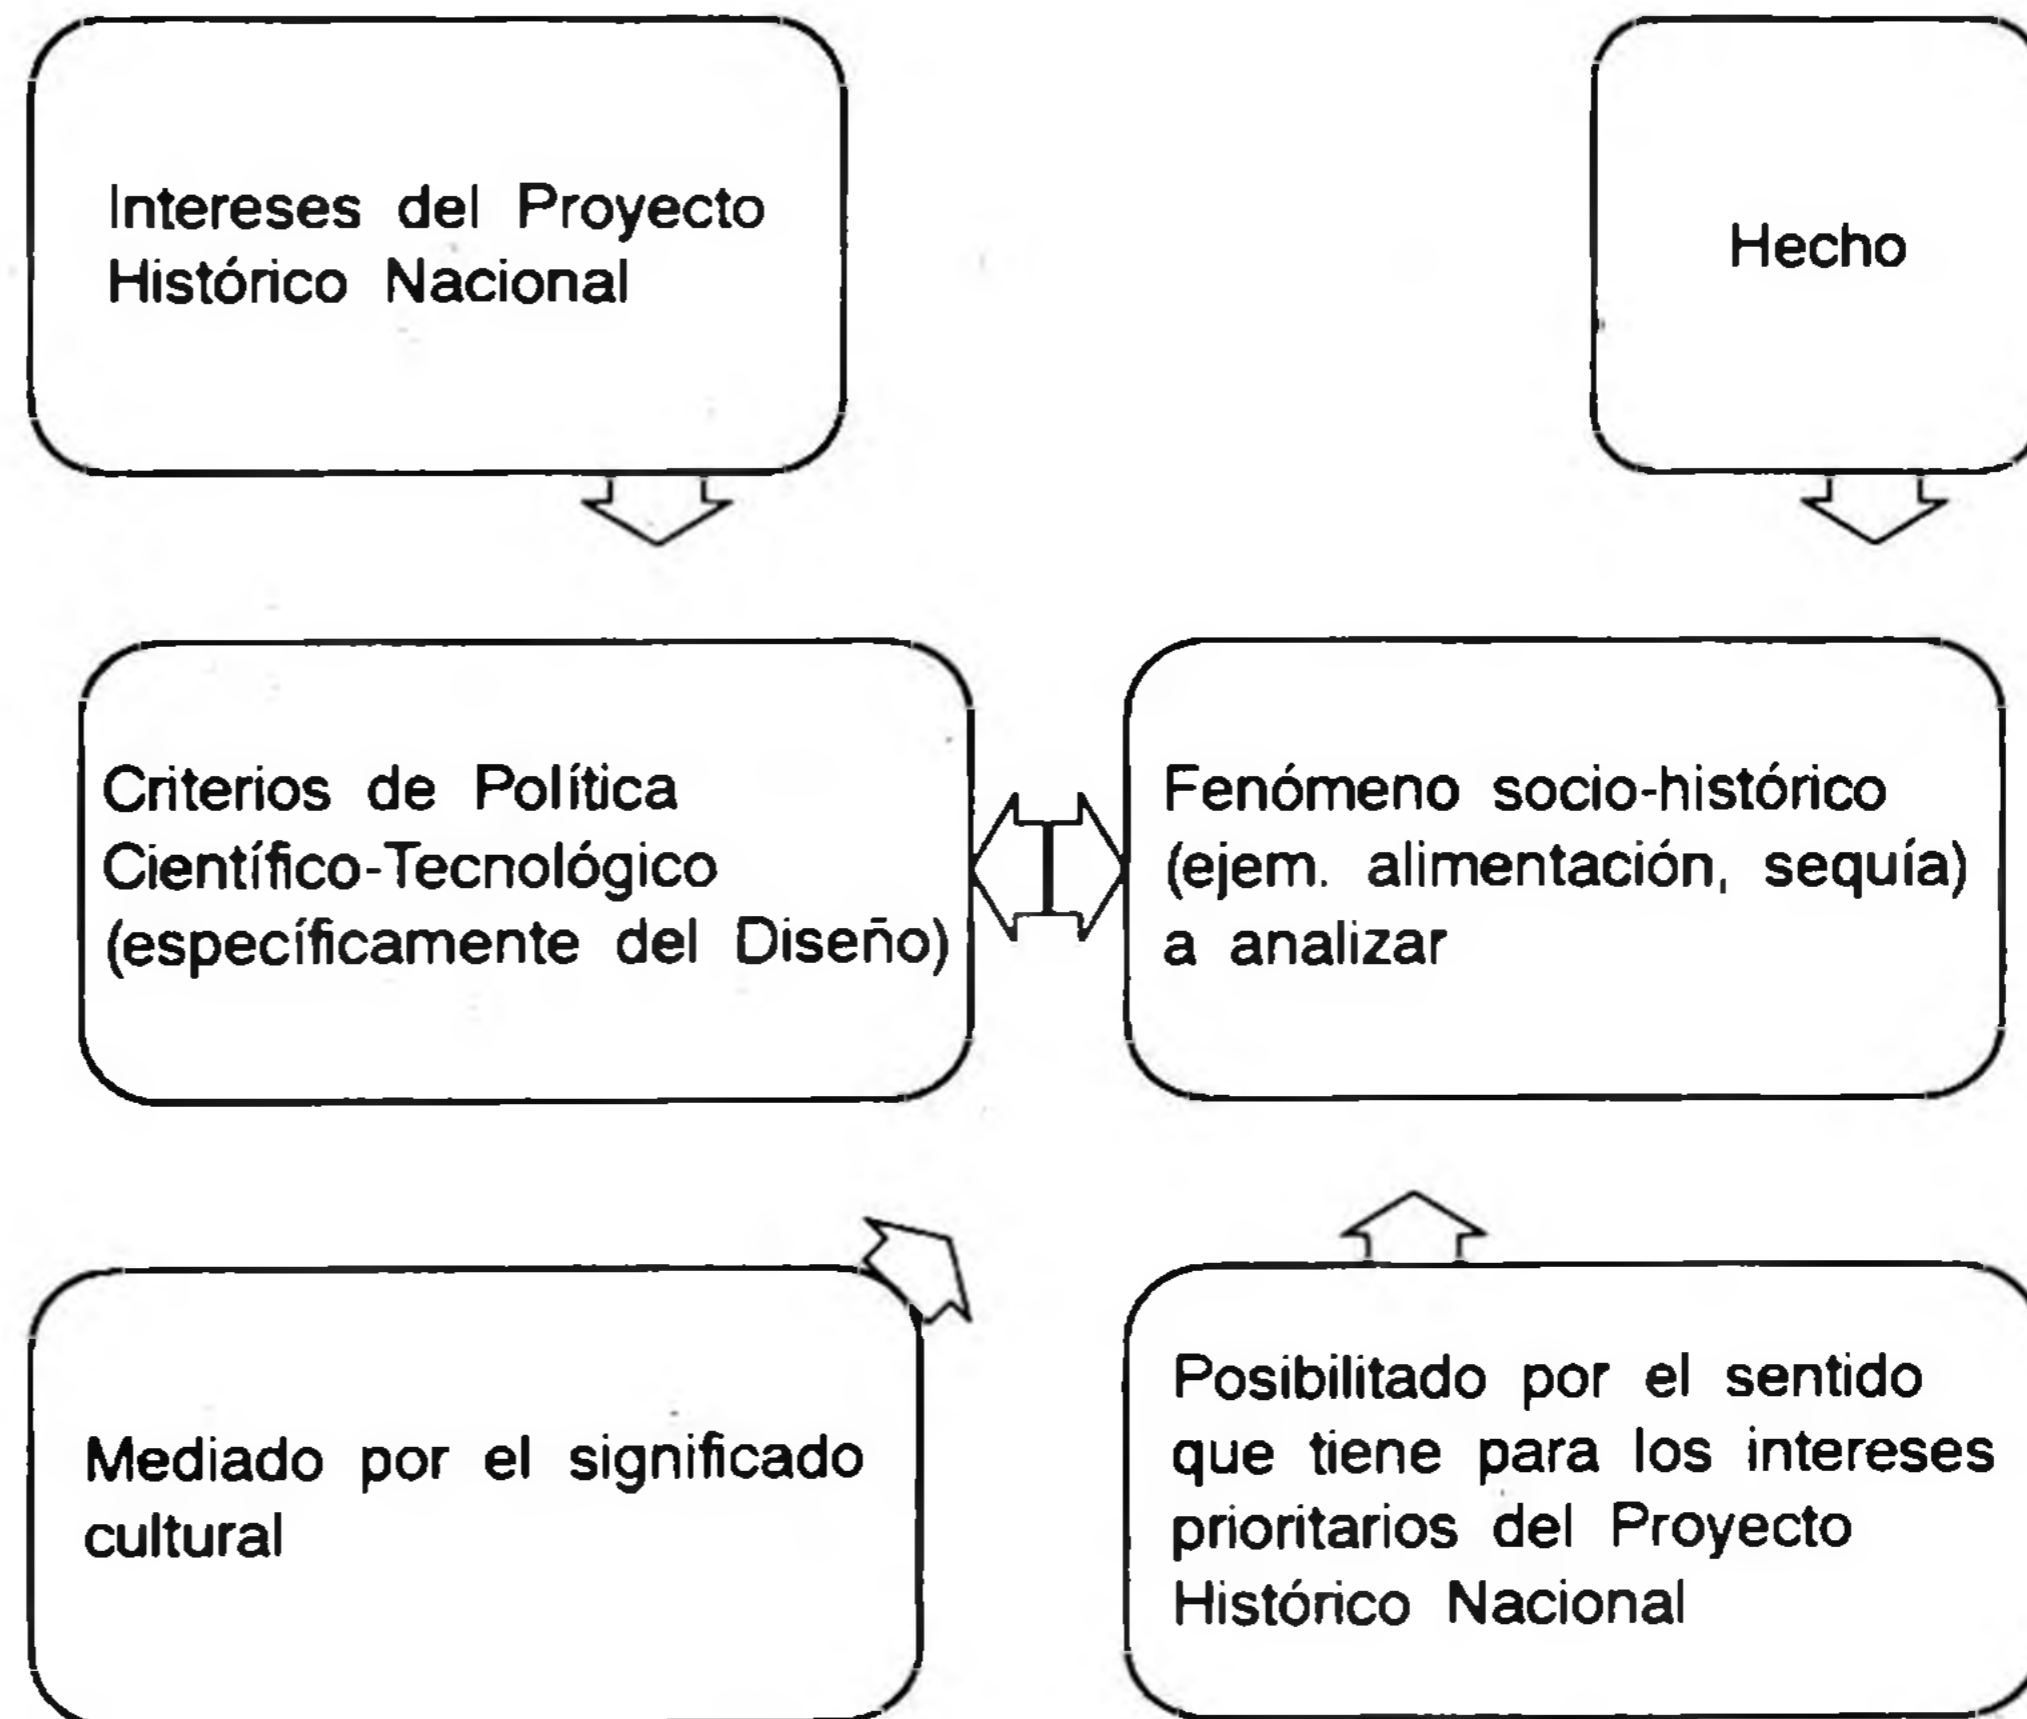 Intereses del Proyecto
Histórico Nacional
Hecho
Criterios de Política
Científico-Tecnológico
(específicamente del Diseño)
Fenómeno socio-histórico
(ejem. alimentación, sequía)
a analizar
Mediado por el significado
cultural
Posibilitado por el sentido
que tiene para los intereses
prioritarios del Proyecto
Histórico Nacional